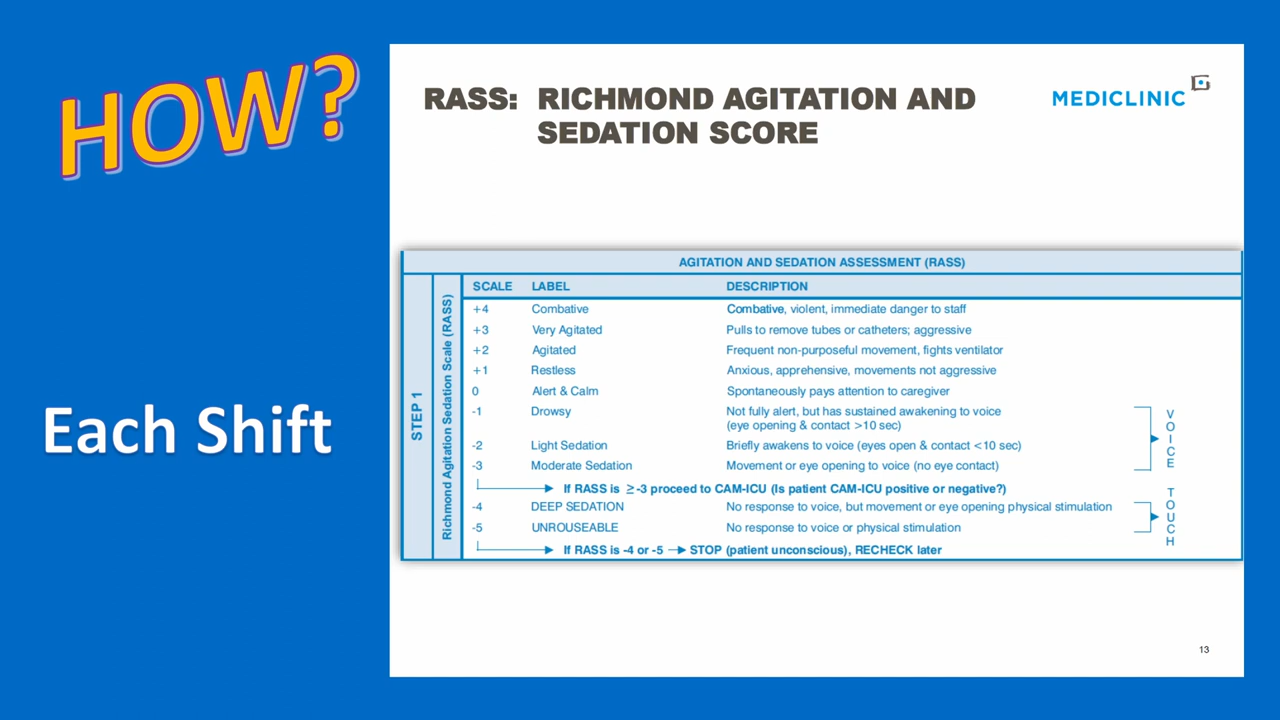 HOW?
Each Shift
RASS: RICHMOND AGITATION AND
SEDATION SCORE
MEDICLINIC
AGITATION AND SEDATION ASSESSMENT (RASS)
STEP 1
Richmond Agitation Sedation Scale (RASS)
SCALE LABEL DESCRIPTION
+4 Combative Combative, violent, immediate danger to staff
+3 Very Agitated Pulls to remove tubes or catheters; aggressive
+2 Agitated Frequent non-purposeful movement, fights ventilator
+1 Restless Anxious, apprehensive, movements not aggressive
0 Alert & Calm Spontaneously pays attention to caregiver
-1 Drowsy Not fully alert, but has sustained awakening to voice
(eye opening & contact >10 sec)
-2 Light Sedation Briefly awakens to voice (eyes open & contact <10 sec)
-3 Moderate Sedation Movement or eye opening to voice (no eye contact)
VOICE
If RASS is ≥-3 proceed to CAM-ICU (Is patient CAM-ICU positive or negative?)
-4 DEEP SEDATION No response to voice, but movement or eye opening physical stimulation
-5 UNROUSEABLE No response to voice or physical stimulation
TOUCH
If RASS is -4 or -5 → STOP (patient unconscious), RECHECK later
13